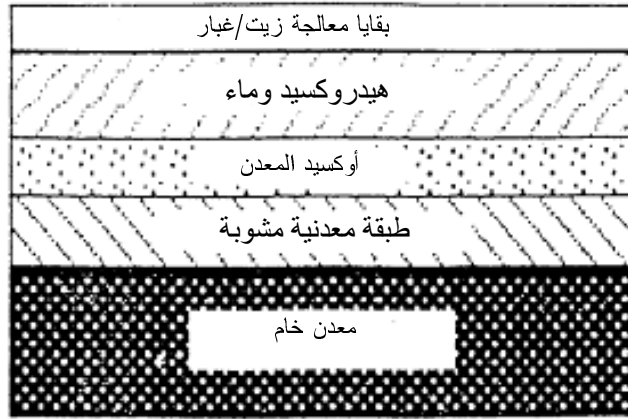 بقايا معالجة زيت/غبار
هيدروكسيد وماء
أوكسيد المعدن
طبقة معدنية مشوبة
معدن خام